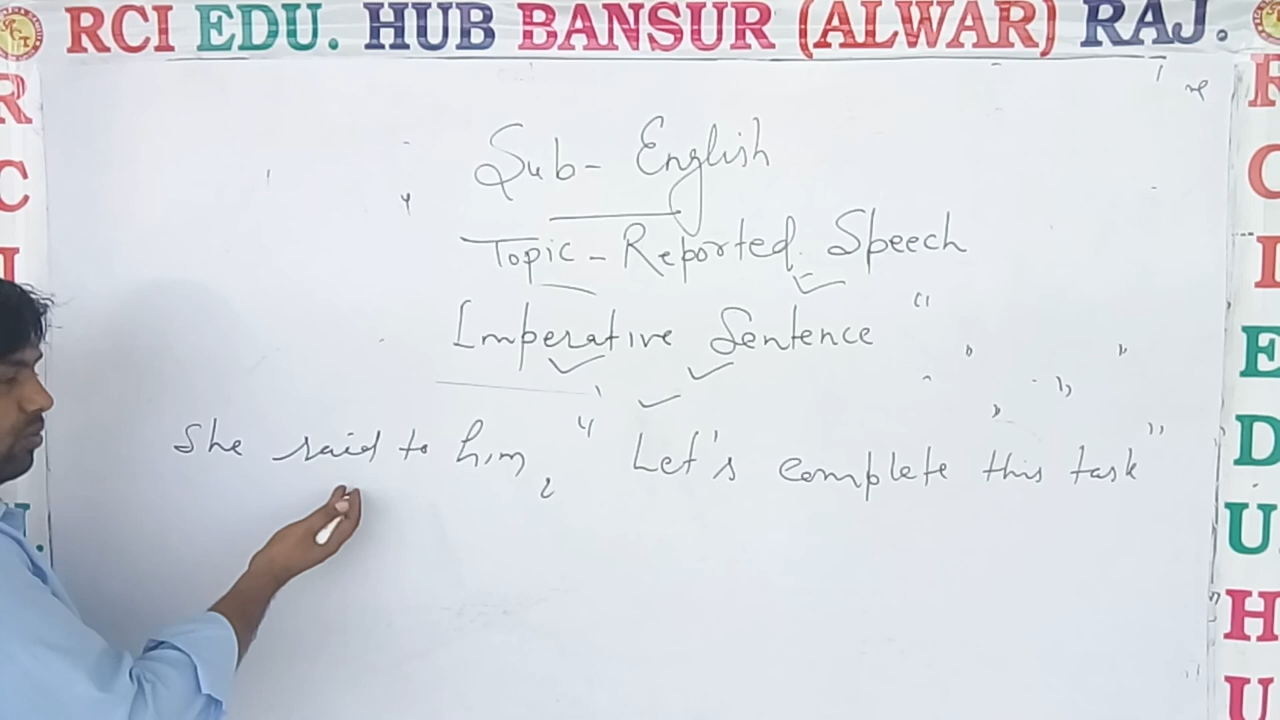 RCI EDU. HUB BANSUR (ALWAR) RAJ.
Sub- English
Topic - Reported Speech
Imperative Sentence
She said to him, "Let's complete this task"
R
C
I
R
C
I
E
D
U.
H
U